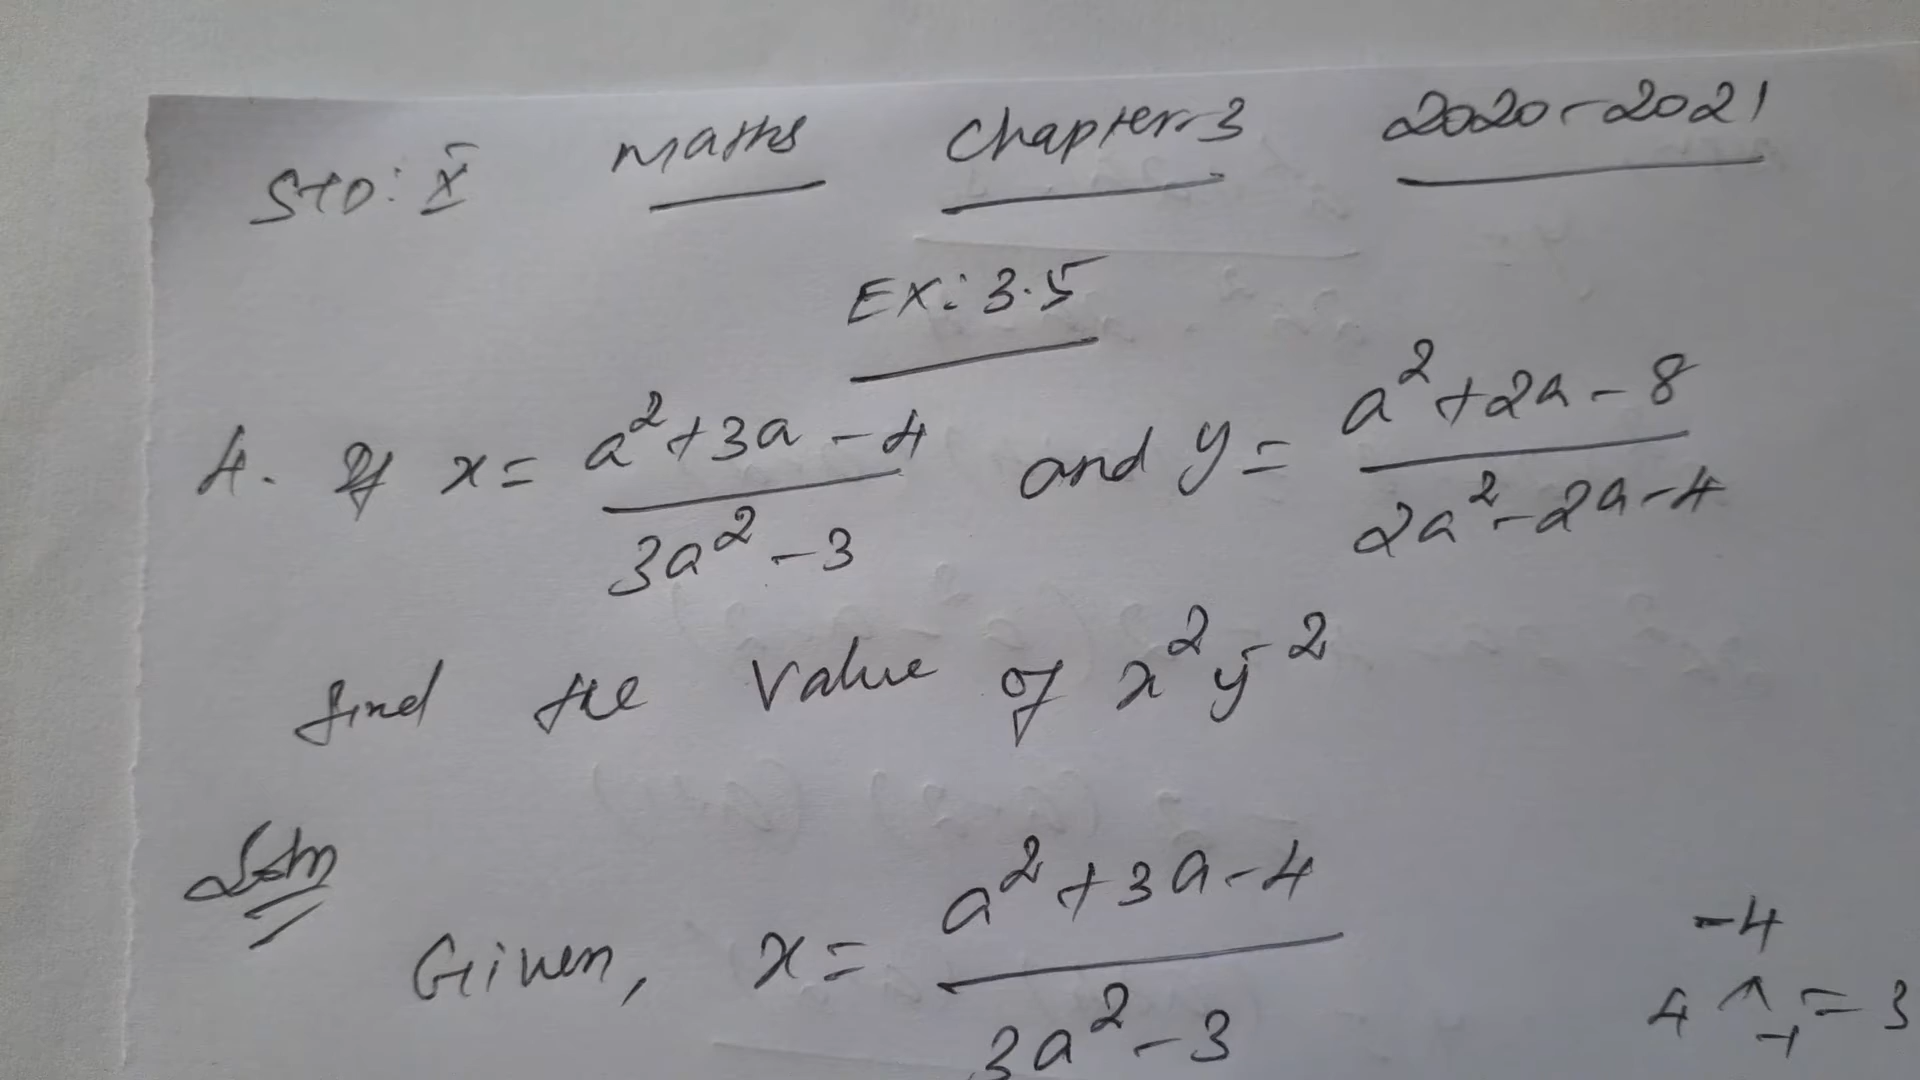 STD: X Maths Chapter-3 2020-2021
EX: 3.5
4. If x = (a²+3a-4)/(3a²-3) and y = (a²+2a-8)/(2a²-2a-4)
find the value of x²y⁻²
Soln
Given, x = (a²+3a-4)/(3a²-3)
-4
4 ^ -1 = 3